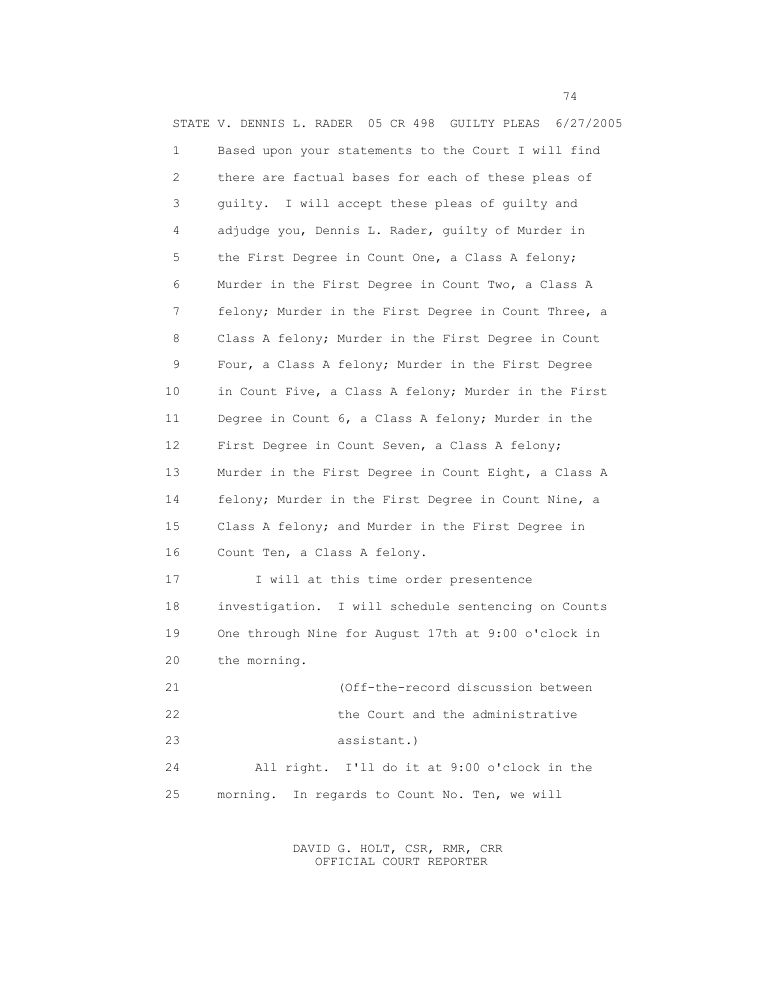 74
STATE V. DENNIS L. RADER  05 CR 498  GUILTY PLEAS  6/27/2005
1 Based upon your statements to the Court I will find
2 there are factual bases for each of these pleas of
3 guilty.  I will accept these pleas of guilty and
4 adjudge you, Dennis L. Rader, guilty of Murder in
5 the First Degree in Count One, a Class A felony;
6 Murder in the First Degree in Count Two, a Class A
7 felony; Murder in the First Degree in Count Three, a
8 Class A felony; Murder in the First Degree in Count
9 Four, a Class A felony; Murder in the First Degree
10 in Count Five, a Class A felony; Murder in the First
11 Degree in Count 6, a Class A felony; Murder in the
12 First Degree in Count Seven, a Class A felony;
13 Murder in the First Degree in Count Eight, a Class A
14 felony; Murder in the First Degree in Count Nine, a
15 Class A felony; and Murder in the First Degree in
16 Count Ten, a Class A felony.
17 I will at this time order presentence
18 investigation.  I will schedule sentencing on Counts
19 One through Nine for August 17th at 9:00 o'clock in
20 the morning.
21 (Off-the-record discussion between
22 the Court and the administrative
23 assistant.)
24 All right.  I'll do it at 9:00 o'clock in the
25 morning.  In regards to Count No. Ten, we will
DAVID G. HOLT, CSR, RMR, CRR
OFFICIAL COURT REPORTER